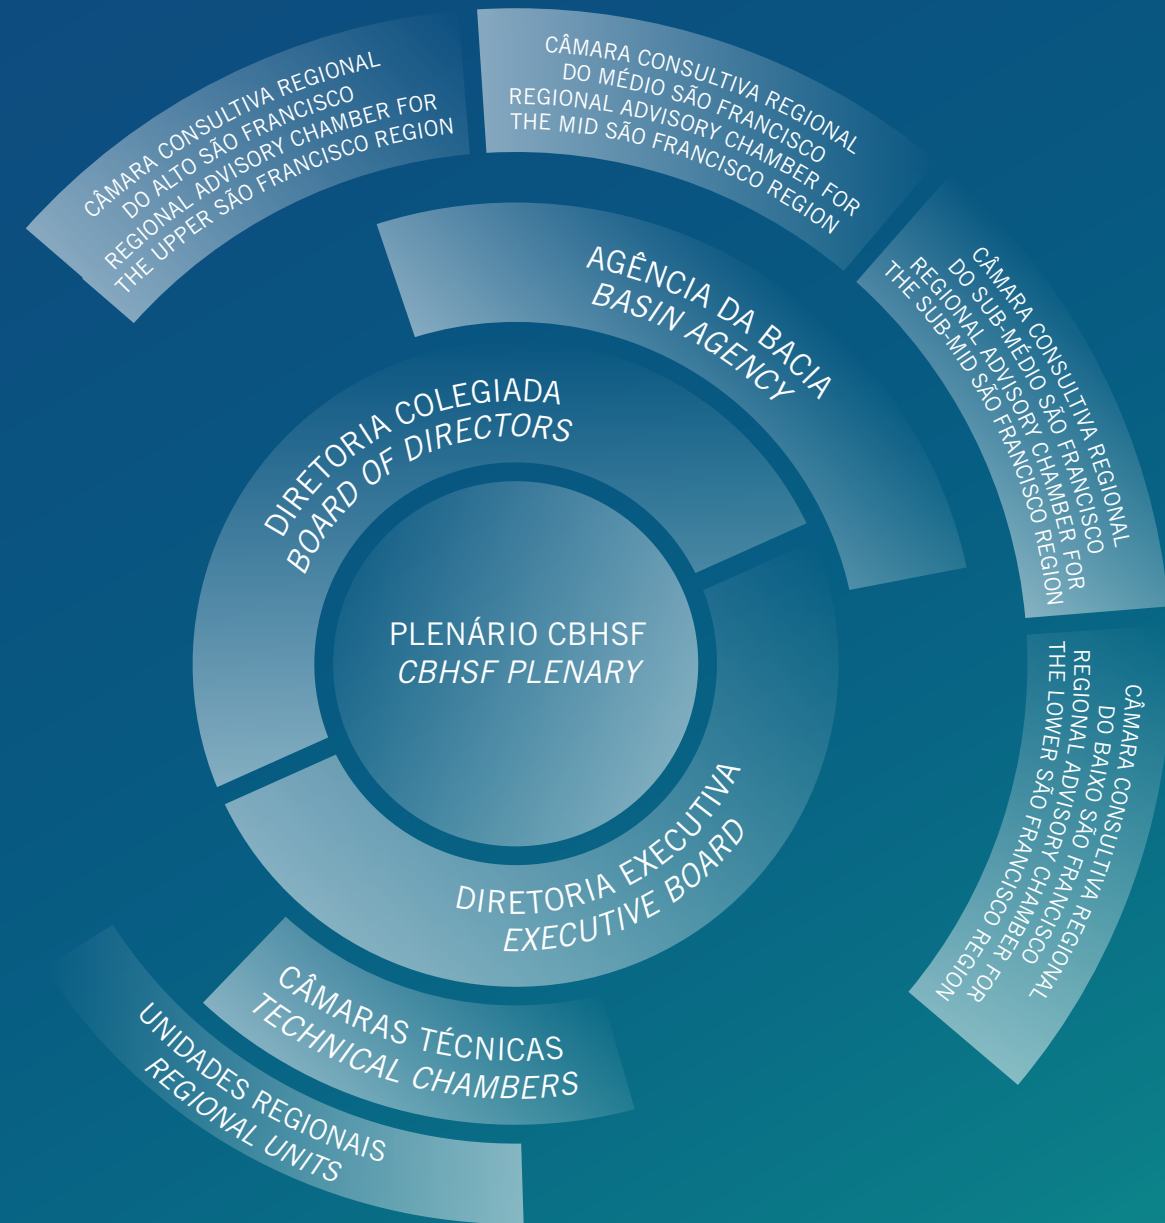 CÂMARA CONSULTIVA REGIONAL
DO ALTO SÃO FRANCISCO
REGIONAL ADVISORY CHAMBER FOR
THE UPPER SÃO FRANCISCO REGION
CÂMARA CONSULTIVA REGIONAL
DO MÉDIO SÃO FRANCISCO
REGIONAL ADVISORY CHAMBER FOR
THE MID SÃO FRANCISCO REGION
CÂMARA CONSULTIVA REGIONAL
DO SUB-MÉDIO SÃO FRANCISCO
REGIONAL ADVISORY CHAMBER FOR
THE SUB-MID SÃO FRANCISCO REGION
CÂMARA CONSULTIVA REGIONAL
DO BAIXO SÃO FRANCISCO
REGIONAL ADVISORY CHAMBER FOR
THE LOWER SÃO FRANCISCO REGION
AGÊNCIA DA BACIA
BASIN AGENCY
DIRETORIA COLEGIADA
BOARD OF DIRECTORS
PLENÁRIO CBHSF
CBHSF PLENARY
DIRETORIA EXECUTIVA
EXECUTIVE BOARD
CÂMARAS TÉCNICAS
TECHNICAL CHAMBERS
UNIDADES REGIONAIS
REGIONAL UNITS